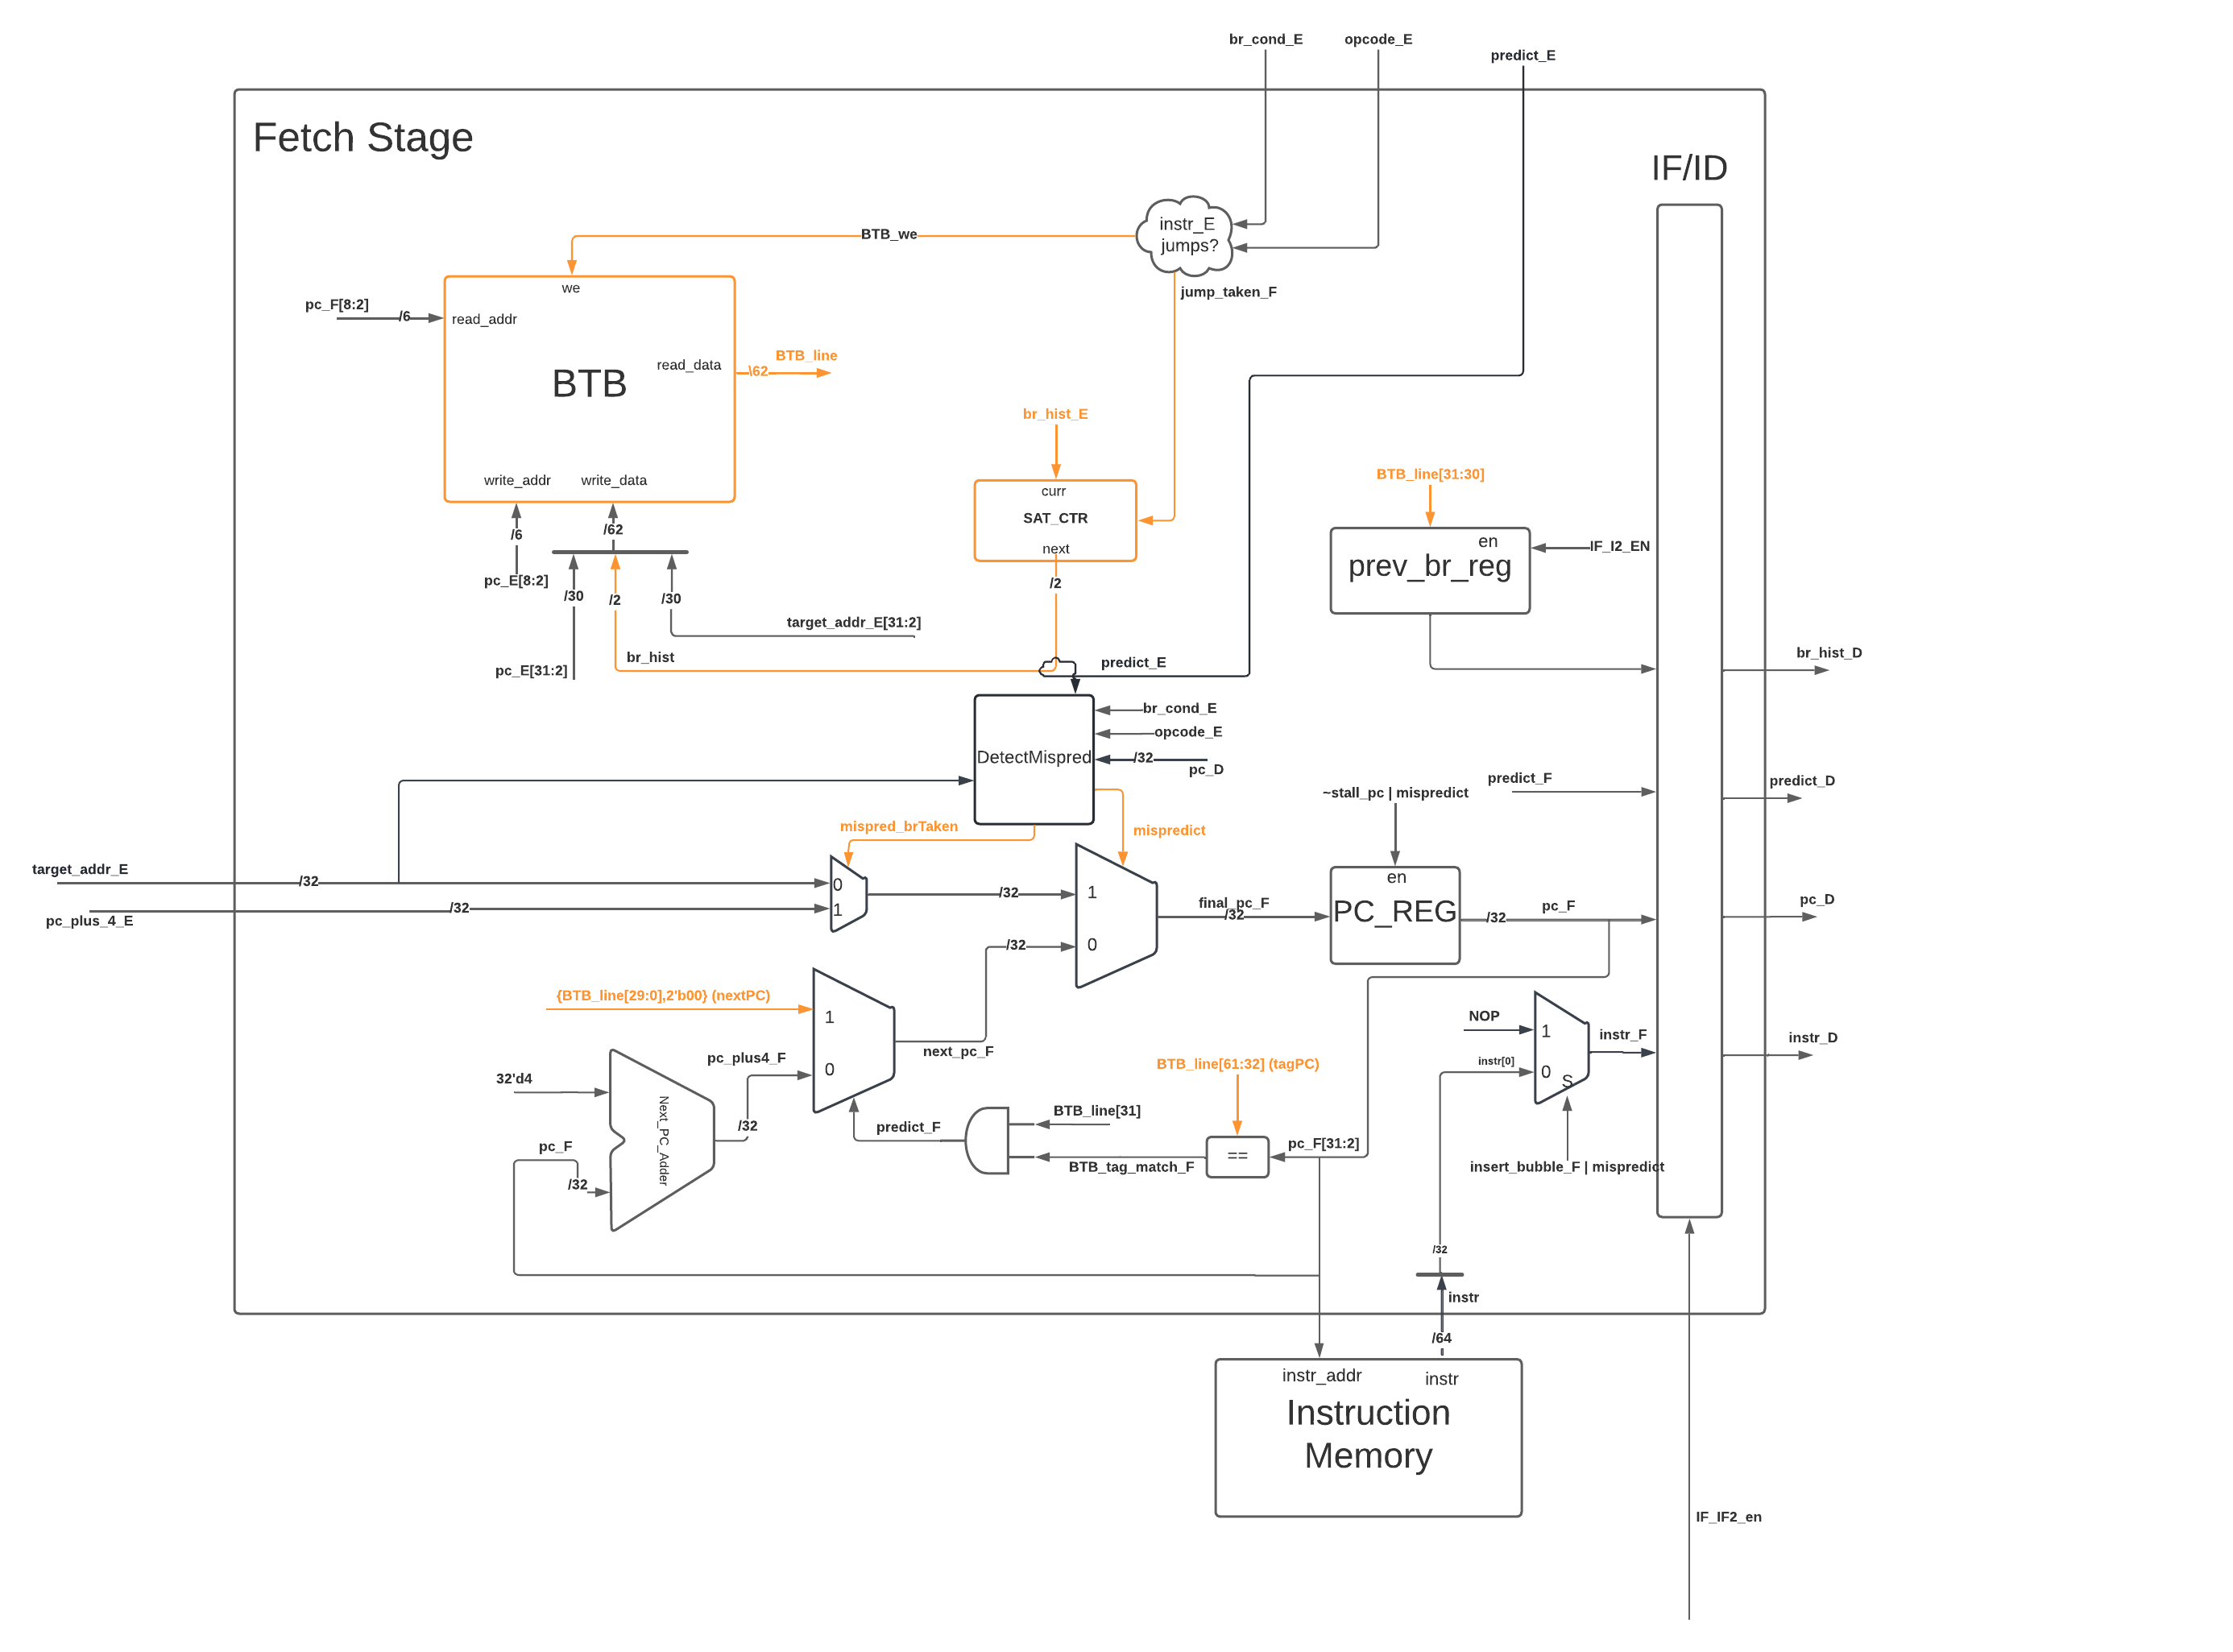 br_cond_E
opcode_E
predict_E
Fetch Stage
IF/ID
instr_E
jumps?
BTB_we
we
jump_taken_F
pc_F[8:2]
/6
read_addr
BTB_line
read_data
\62
BTB
br_hist_E
BTB_line[31:30]
write_addr
write_data
curr
SAT_CTR
next
en
prev_br_reg
IF_I2_EN
/6
/62
pc_E[8:2]
/30
/2
/30
/2
target_addr_E[31:2]
br_hist
pc_E[31:2]
predict_E
br_hist_D
br_cond_E
opcode_E
DetectMispred
/32
pc_D
predict_F
predict_D
~stall_pc | mispredict
mispred_brTaken
mispredict
target_addr_E
/32
0
1
/32
1
0
final_pc_F
/32
en
PC_REG
/32
pc_F
pc_D
pc_plus_4_E
/32
/32
{BTB_line[29:0],2'b00} (nextPC)
1
0
NOP
1
instr_F
instr_D
next_pc_F
pc_plus4_F
BTB_line[61:32] (tagPC)
instr[0]
0
S
32'd4
Next_PC_Adder
/32
BTB_line[31]
predict_F
pc_F
/32
BTB_tag_match_F
==
pc_F[31:2]
insert_bubble_F | mispredict
/32
instr
/64
instr_addr
instr
Instruction
Memory
IF_IF2_en